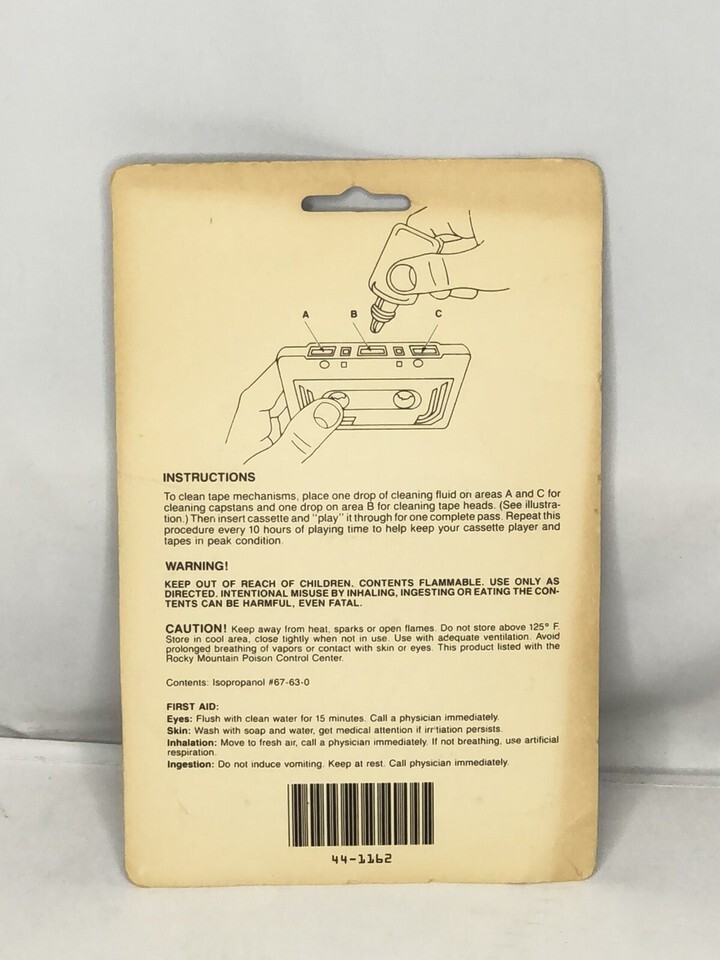 A B C
INSTRUCTIONS
To clean tape mechanisms, place one drop of cleaning fluid on areas A and C for
cleaning capstans and one drop on area B for cleaning tape heads. (See illustra-
tion.) Then insert cassette and "play" it through for one complete pass. Repeat this
procedure every 10 hours of playing time to help keep your cassette player and
tapes in peak condition.
WARNING!
KEEP OUT OF REACH OF CHILDREN. CONTENTS FLAMMABLE. USE ONLY AS
DIRECTED. INTENTIONAL MISUSE BY INHALING, INGESTING OR EATING THE CON-
TENTS CAN BE HARMFUL, EVEN FATAL.
CAUTION! Keep away from heat, sparks or open flames. Do not store above 125° F.
Store in cool area, close tightly when not in use. Use with adequate ventilation. Avoid
prolonged breathing of vapors or contact with skin or eyes. This product listed with the
Rocky Mountain Poison Control Center.
Contents: Isopropanol #67-63-0
FIRST AID:
Eyes: Flush with clean water for 15 minutes. Call a physician immediately.
Skin: Wash with soap and water, get medical attention if irritation persists.
Inhalation: Move to fresh air, call a physician immediately. If not breathing, use artificial
respiration.
Ingestion: Do not induce vomiting. Keep at rest. Call physician immediately.
44-1162